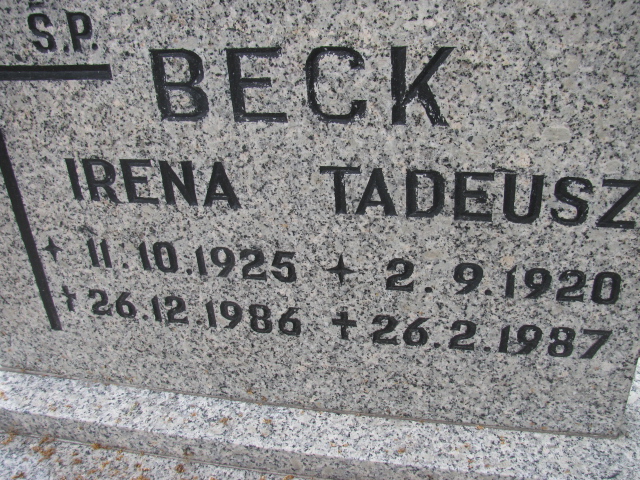 Ś.P.
BECK
IRENA TADEUSZ
11.10.1925 2.9.1920
26.12.1986 26.2.1987